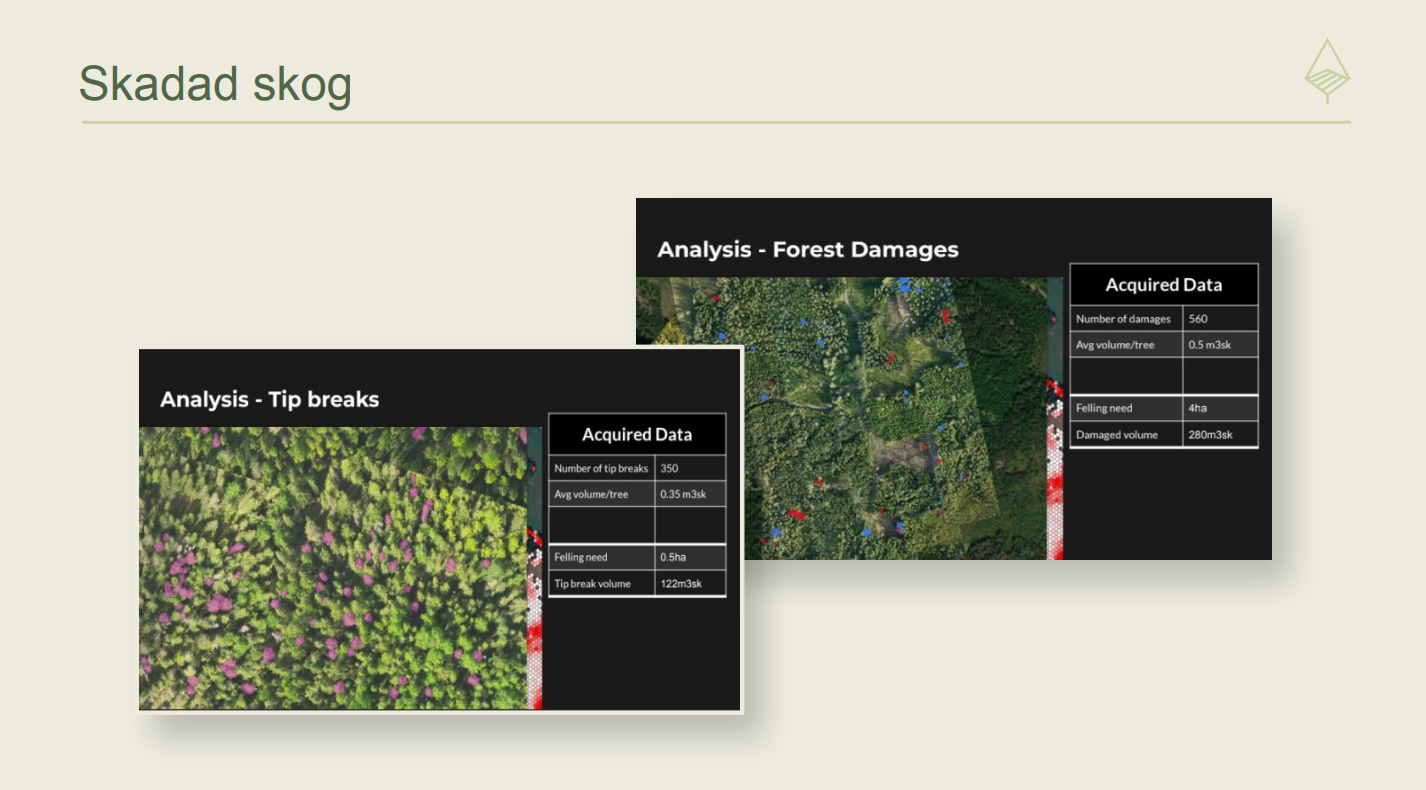 Skadad skog
Analysis - Forest Damages
Acquired Data
Number of damages 560
Avg volume/tree 0.5 m3sk
Felling need 4ha
Damaged volume 280m3sk
Analysis - Tip breaks
Acquired Data
Number of tip breaks 350
Avg volume/tree 0.35 m3sk
Felling need 0.5ha
Tip break volume 122m3sk